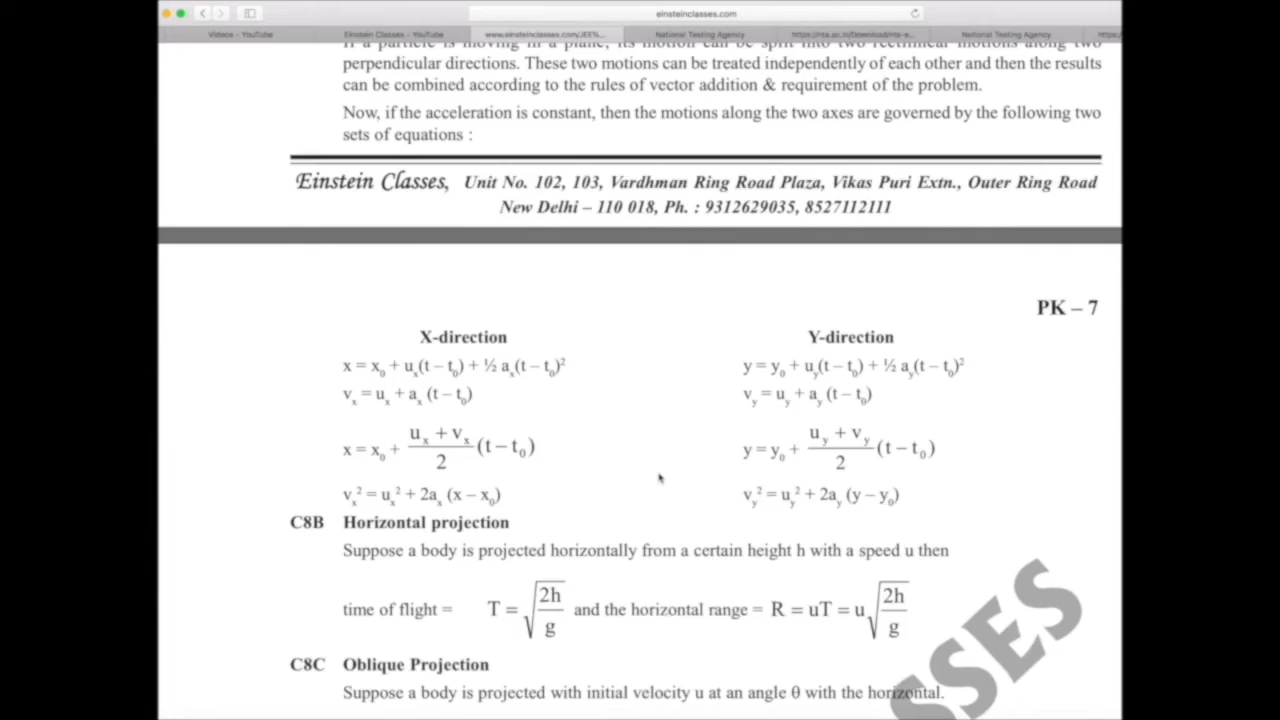 einsteinclasses.com
Videos - YouTube
Einstein Classes - YouTube
www.einsteinclasses.com/JEE%...
National Testing Agency
https://nta.ac.in/Download/nts-e...
National Testing Agency
https:/
If a particle is moving in a plane, its motion can be split into two rectilinear motions along two
perpendicular directions. These two motions can be treated independently of each other and then the results
can be combined according to the rules of vector addition & requirement of the problem.
Now, if the acceleration is constant, then the motions along the two axes are governed by the following two
sets of equations :
Einstein Classes, Unit No. 102, 103, Vardhman Ring Road Plaza, Vikas Puri Extn., Outer Ring Road
New Delhi – 110 018, Ph. : 9312629035, 8527112111
PK – 7
X-direction Y-direction
x = x₀ + uₓ(t – t₀) + ½ aₓ(t – t₀)² y = y₀ + u_y(t – t₀) + ½ a_y(t – t₀)²
vₓ = uₓ + aₓ (t – t₀) v_y = u_y + a_y (t – t₀)
x = x₀ + (uₓ + vₓ)/2 (t – t₀) y = y₀ + (u_y + v_y)/2 (t – t₀)
vₓ² = uₓ² + 2aₓ (x – x₀) v_y² = u_y² + 2a_y (y – y₀)
C8B Horizontal projection
Suppose a body is projected horizontally from a certain height h with a speed u then
time of flight = T = √(2h/g) and the horizontal range = R = uT = u√(2h/g)
C8C Oblique Projection
Suppose a body is projected with initial velocity u at an angle θ with the horizontal.
SSES